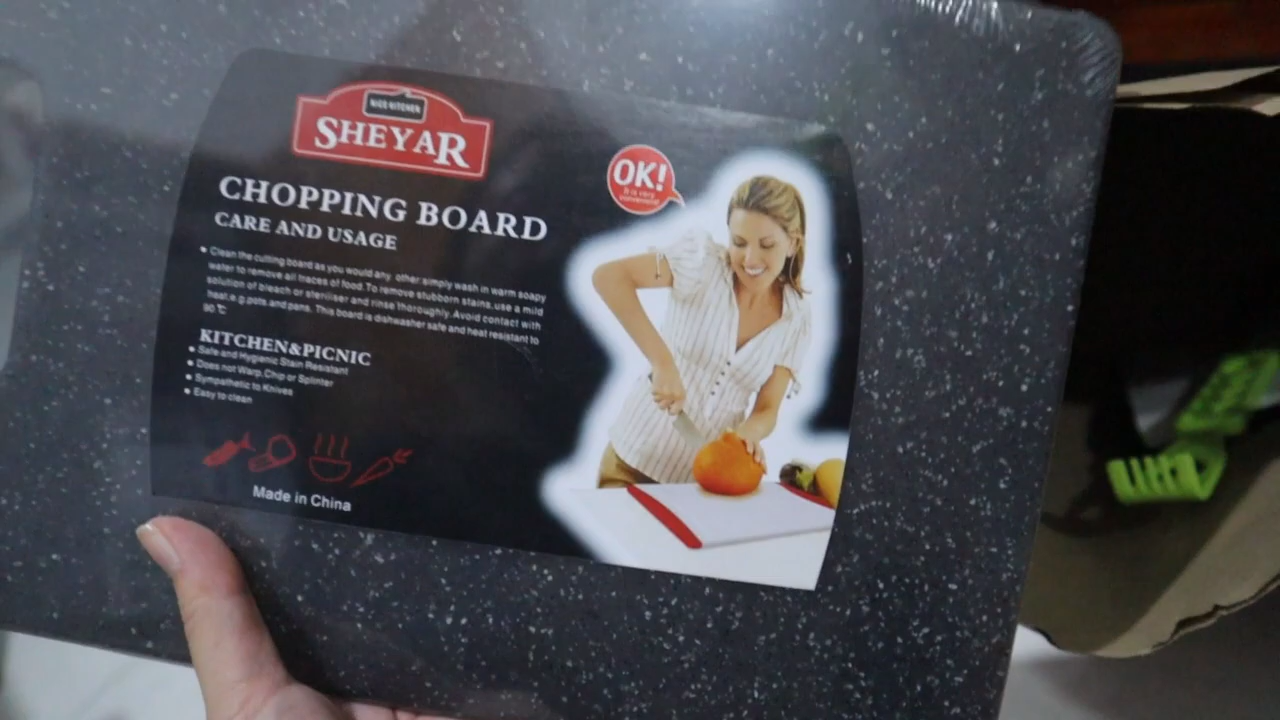 NICE KITCHEN
SHEYAR
OK!
It is very
convenient!
CHOPPING BOARD
CARE AND USAGE
• Clean the cutting board as you would any other:simply wash in warm soapy
water to remove all traces of food.To remove stubborn stains,use a mild
solution of bleach or steriliser and rinse thoroughly.Avoid contact with
heat,e.g.pots and pans. This board is dishwasher safe and heat resistant to
90 ℃
KITCHEN&PICNIC
• Safe and Hygienic Stain Resistant
• Does not Warp,Chip or Splinter
• Sympathetic to Knives
• Easy to clean
Made in China